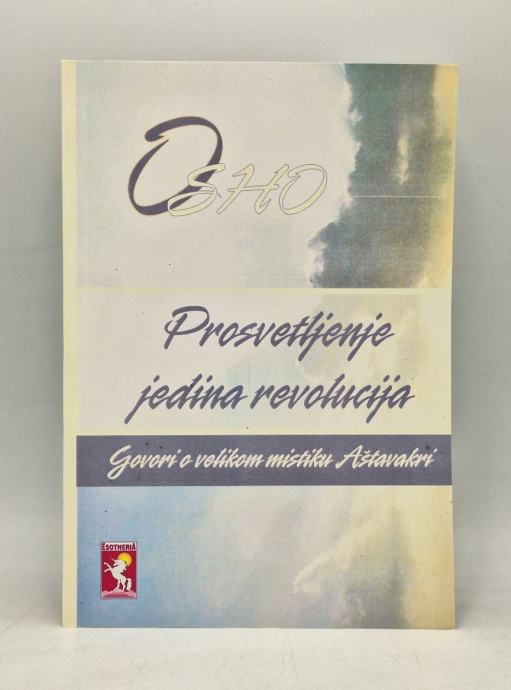 OSHO
Prosvetljenje
jedina revolucija
Govori o velikom mistiku Aštavakri
ESOTHERIA